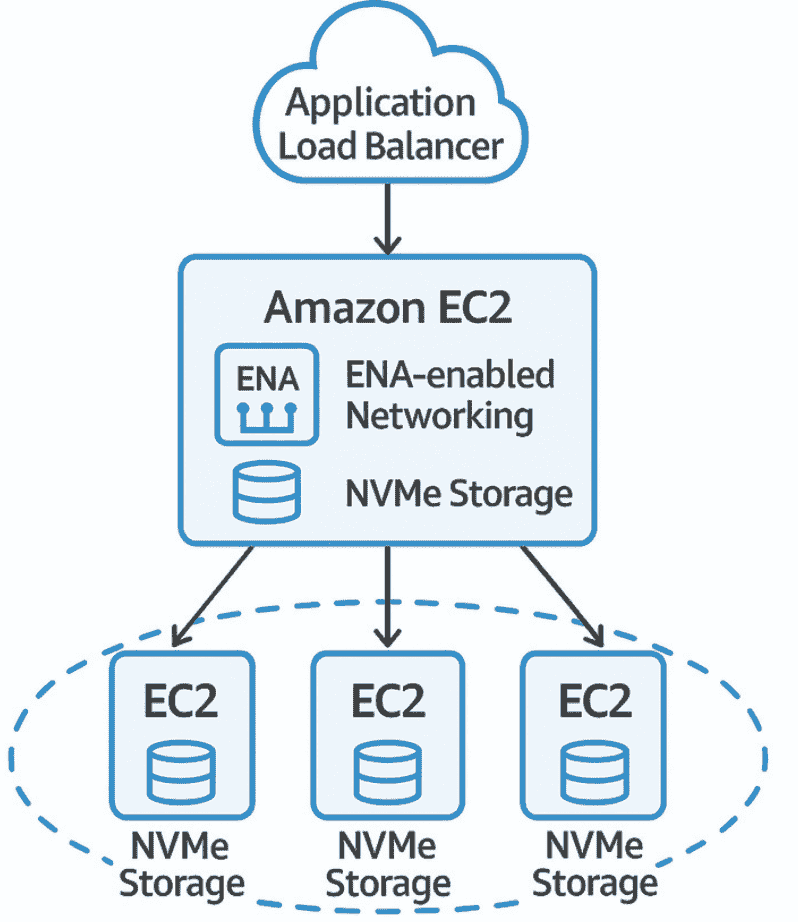 Application
Load Balancer
Amazon EC2
ENA
ENA-enabled
Networking
NVMe Storage
EC2
EC2
EC2
NVMe
Storage
NVMe
Storage
NVMe
Storage